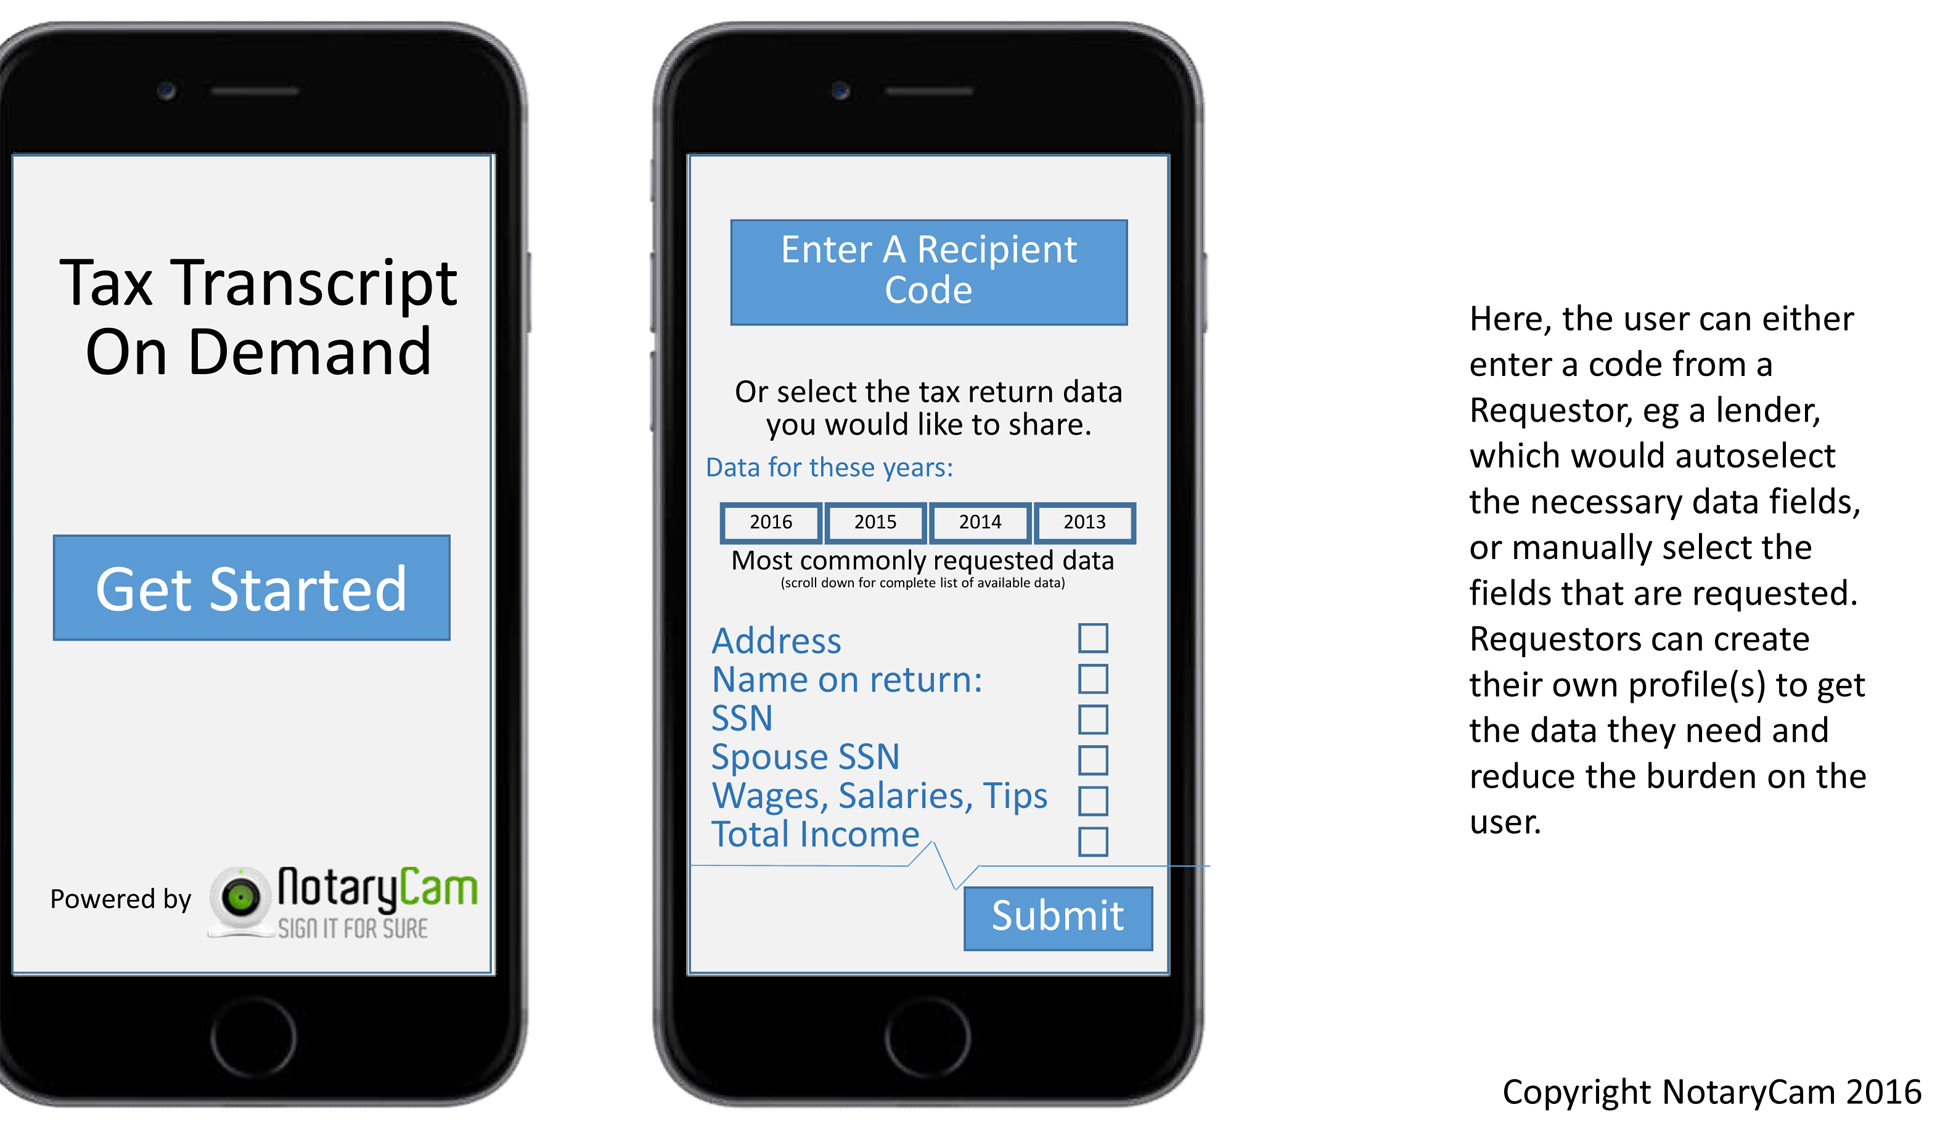 Tax Transcript
On Demand
Get Started
Powered by
NotaryCam
SIGN IT FOR SURE
Enter A Recipient
Code
Or select the tax return data
you would like to share.
Data for these years:
2016 2015 2014 2013
Most commonly requested data
(scroll down for complete list of available data)
Address
Name on return:
SSN
Spouse SSN
Wages, Salaries, Tips
Total Income
Submit
Here, the user can either
enter a code from a
Requestor, eg a lender,
which would autoselect
the necessary data fields,
or manually select the
fields that are requested.
Requestors can create
their own profile(s) to get
the data they need and
reduce the burden on the
user.
Copyright NotaryCam 2016